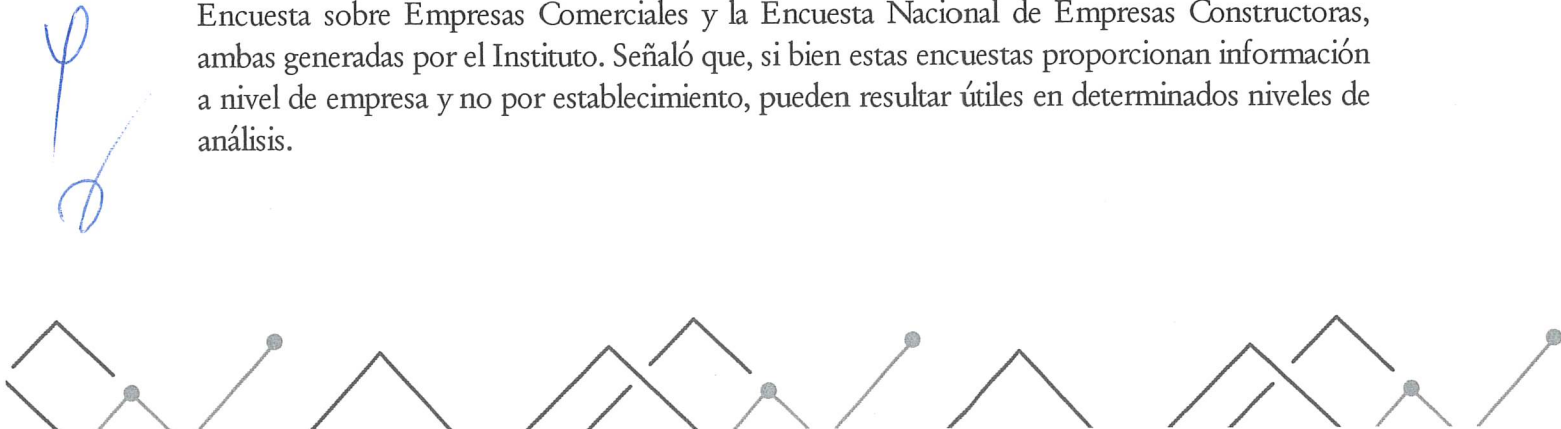 Encuesta sobre Empresas Comerciales y la Encuesta Nacional de Empresas Constructoras,
ambas generadas por el Instituto. Señaló que, si bien estas encuestas proporcionan información
a nivel de empresa y no por establecimiento, pueden resultar útiles en determinados niveles de
análisis.